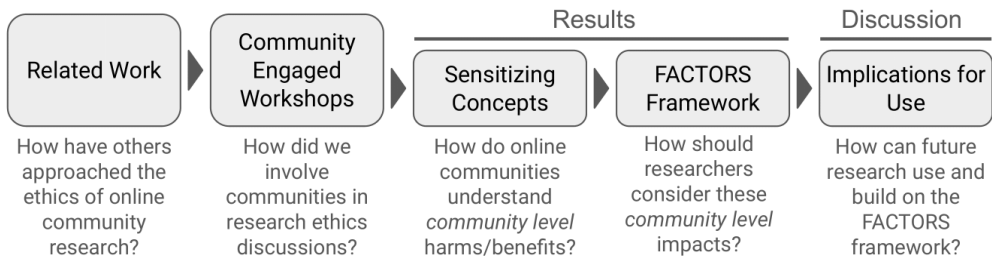 Results
Discussion
Related Work
Community
Engaged
Workshops
Sensitizing
Concepts
FACTORS
Framework
Implications for
Use
How have others
approached the
ethics of online
community
research?
How did we
involve
communities in
research ethics
discussions?
How do online
communities
understand
community level
harms/benefits?
How should
researchers
consider these
community level
impacts?
How can future
research use and
build on the
FACTORS
framework?